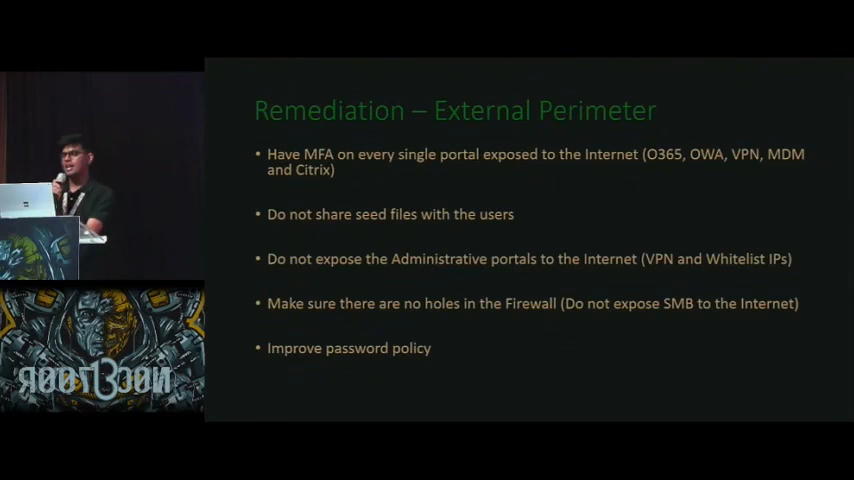 Remediation – External Perimeter
• Have MFA on every single portal exposed to the Internet (O365, OWA, VPN, MDM
and Citrix)
• Do not share seed files with the users
• Do not expose the Administrative portals to the Internet (VPN and Whitelist IPs)
• Make sure there are no holes in the Firewall (Do not expose SMB to the Internet)
• Improve password policy
ROOTCON
13